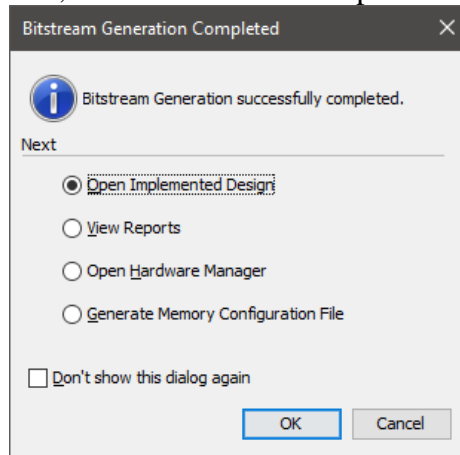 Bitstream Generation Completed
Bitstream Generation successfully completed.
Next
Open Implemented Design
View Reports
Open Hardware Manager
Generate Memory Configuration File
Don't show this dialog again
OK Cancel